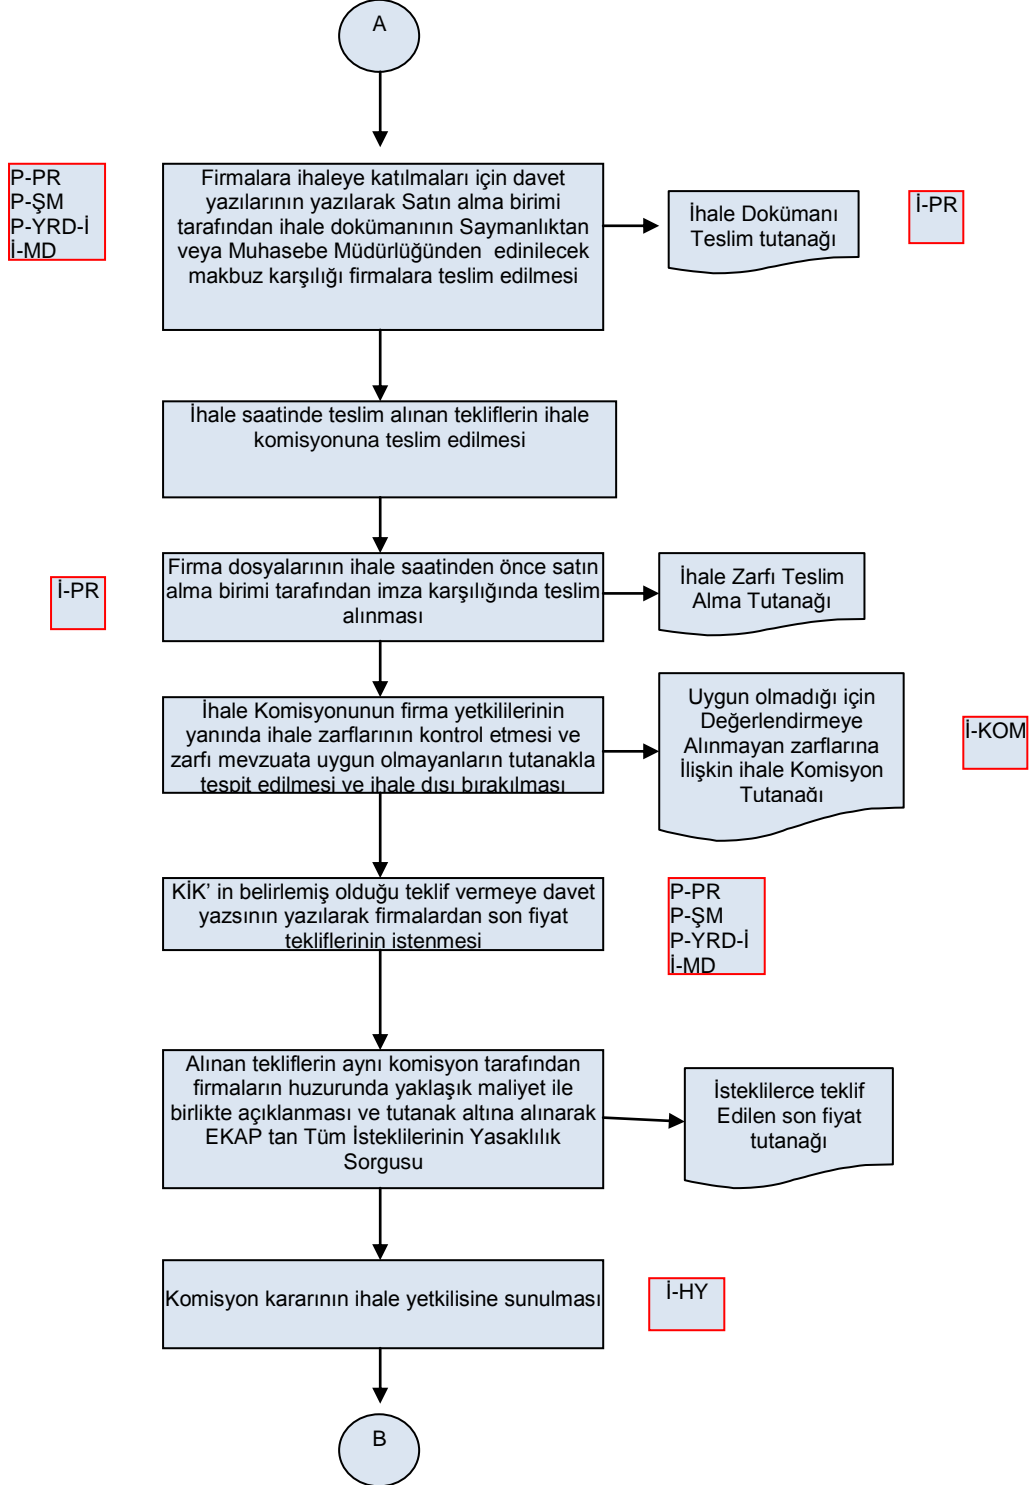 A
P-PR
P-ŞM
P-YRD-İ
İ-MD
Firmalara ihaleye katılmaları için davet
yazılarının yazılarak Satın alma birimi
tarafından ihale dokümanının Saymanlıktan
veya Muhasebe Müdürlüğünden edinilecek
makbuz karşılığı firmalara teslim edilmesi
İhale Dokümanı
Teslim tutanağı
İ-PR
İhale saatinde teslim alınan tekliflerin ihale
komisyonuna teslim edilmesi
İ-PR
Firma dosyalarının ihale saatinden önce satın
alma birimi tarafından imza karşılığında teslim
alınması
İhale Zarfı Teslim
Alma Tutanağı
İhale Komisyonunun firma yetkililerinin
yanında ihale zarflarının kontrol etmesi ve
zarfı mevzuata uygun olmayanların tutanakla
tespit edilmesi ve ihale dışı bırakılması
Uygun olmadığı için
Değerlendirmeye
Alınmayan zarflarına
İlişkin ihale Komisyon
Tutanağı
İ-KOM
KİK’ in belirlemiş olduğu teklif vermeye davet
yazsının yazılarak firmalardan son fiyat
tekliflerinin istenmesi
P-PR
P-ŞM
P-YRD-İ
İ-MD
Alınan tekliflerin aynı komisyon tarafından
firmaların huzurunda yaklaşık maliyet ile
birlikte açıklanması ve tutanak altına alınarak
EKAP tan Tüm İsteklilerinin Yasaklılık
Sorgusu
İsteklilerce teklif
Edilen son fiyat
tutanağı
Komisyon kararının ihale yetkilisine sunulması
İ-HY
B